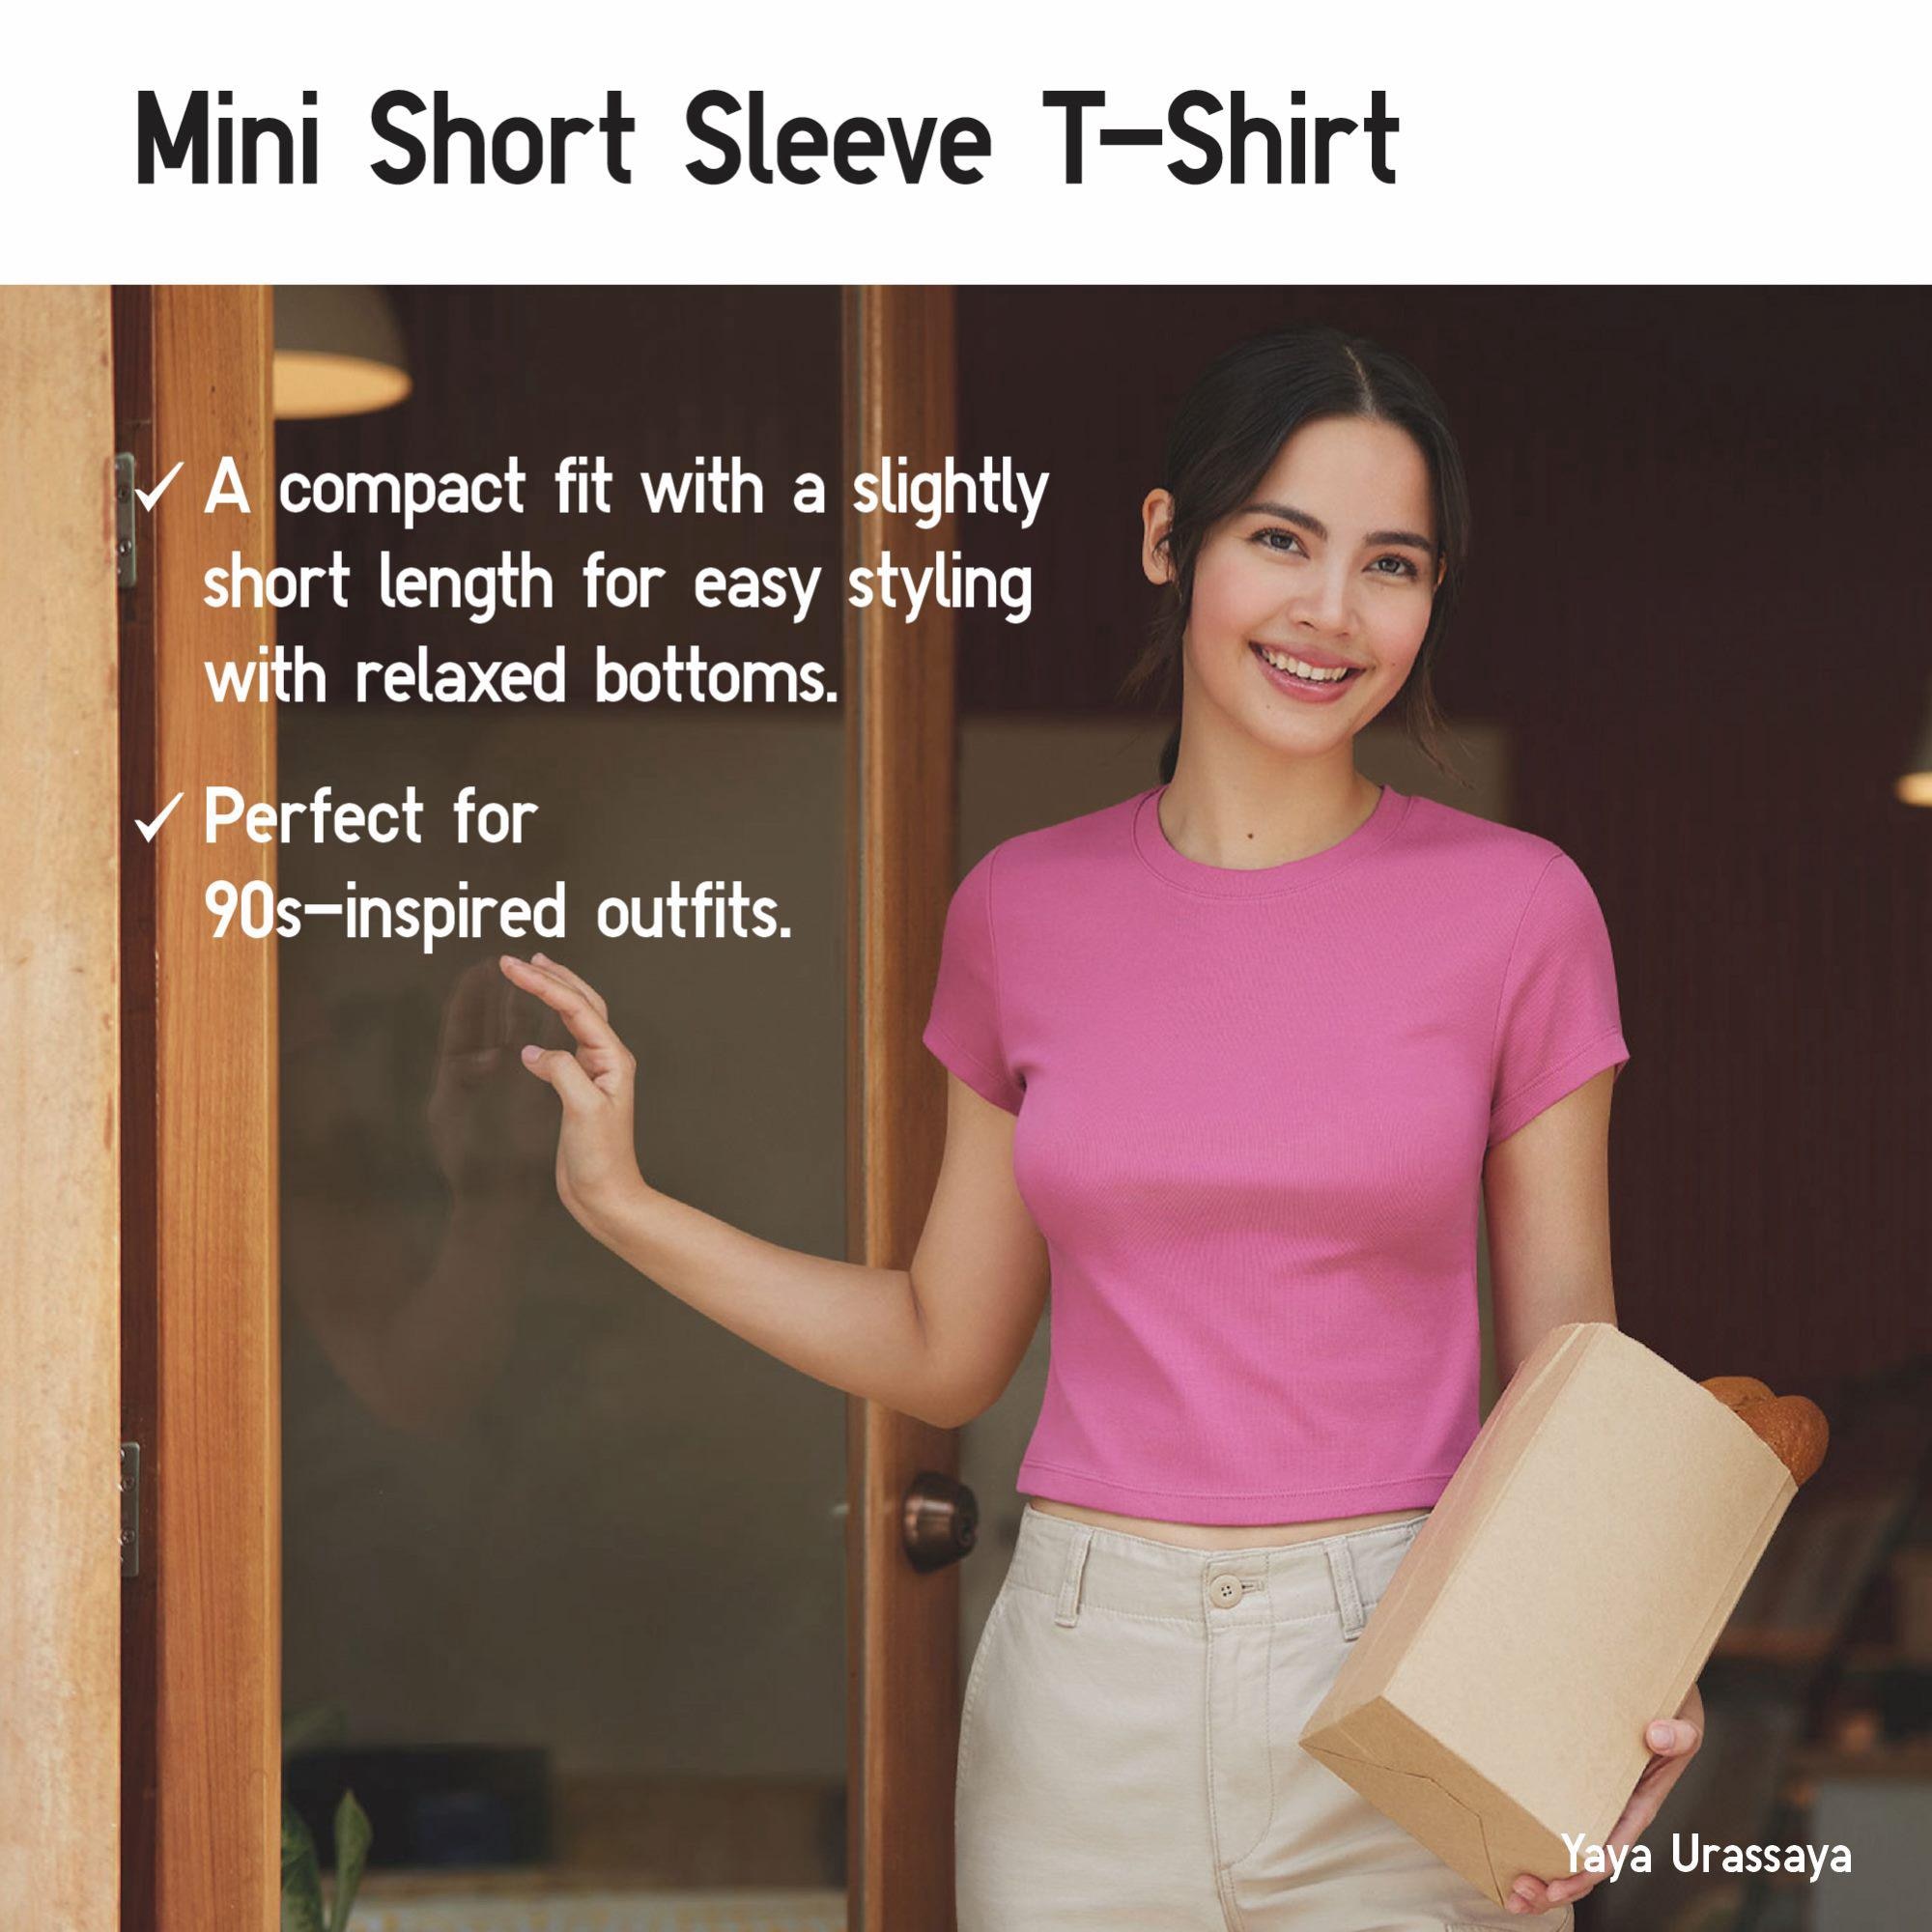 Mini Short Sleeve T-Shirt
✓ A compact fit with a slightly
short length for easy styling
with relaxed bottoms.
✓ Perfect for
90s-inspired outfits.
Yaya Urassaya